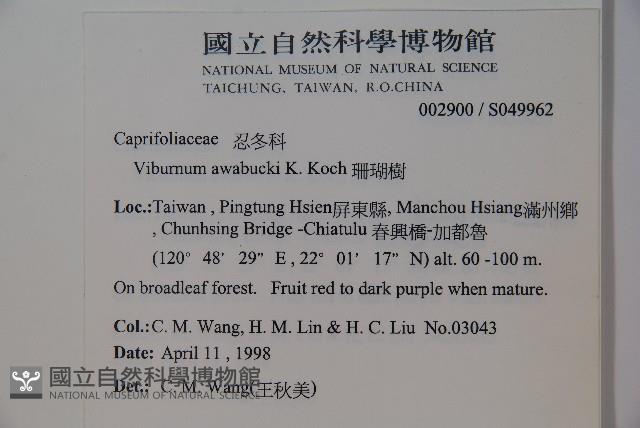 國立自然科學博物館
NATIONAL MUSEUM OF NATURAL SCIENCE
TAICHUNG, TAIWAN, R.O.CHINA
002900 / S049962
Caprifoliaceae 忍冬科
Viburnum awabucki K. Koch 珊瑚樹
Loc.:Taiwan , Pingtung Hsien屏東縣, Manchou Hsiang滿州鄉
, Chunhsing Bridge -Chiatulu 春興橋-加都魯
(120° 48’ 29” E , 22° 01’ 17” N) alt. 60 -100 m.
On broadleaf forest. Fruit red to dark purple when mature.
Col.:C. M. Wang, H. M. Lin & H. C. Liu No.03043
Date: April 11 , 1998
Det.: C. M. Wang(王秋美)
國立自然科學博物館
NATIONAL MUSEUM OF NATURAL SCIENCE